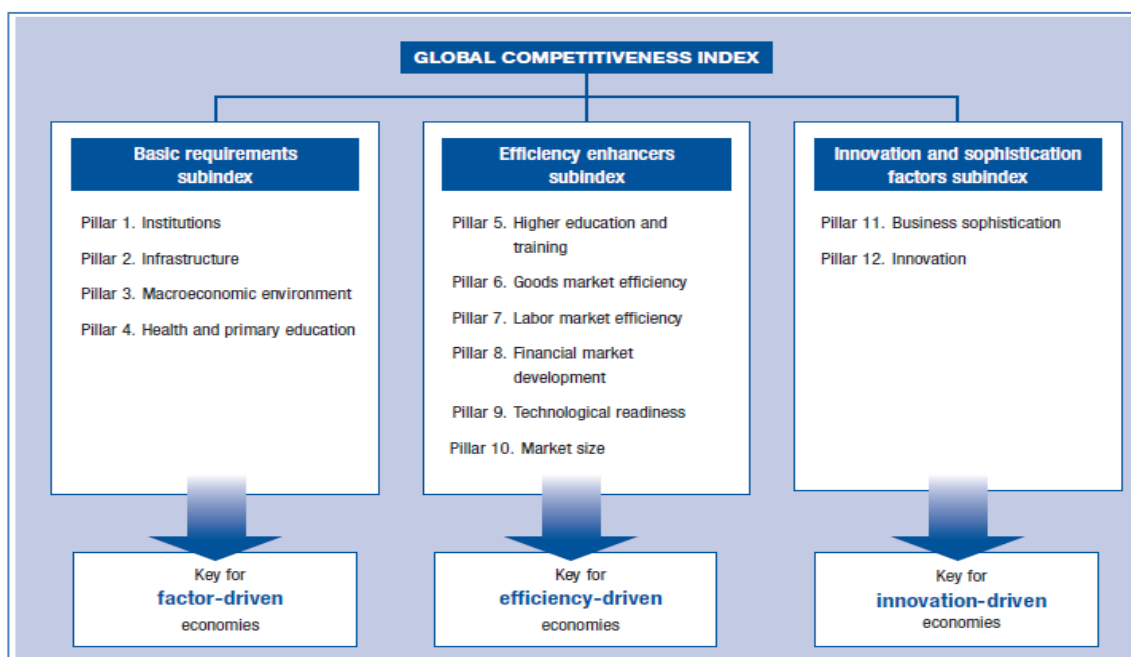 GLOBAL COMPETITIVENESS INDEX
Basic requirements
subindex
Pillar 1. Institutions
Pillar 2. Infrastructure
Pillar 3. Macroeconomic environment
Pillar 4. Health and primary education
Key for
factor-driven
economies
Efficiency enhancers
subindex
Pillar 5. Higher education and
training
Pillar 6. Goods market efficiency
Pillar 7. Labor market efficiency
Pillar 8. Financial market
development
Pillar 9. Technological readiness
Pillar 10. Market size
Key for
efficiency-driven
economies
Innovation and sophistication
factors subindex
Pillar 11. Business sophistication
Pillar 12. Innovation
Key for
innovation-driven
economies